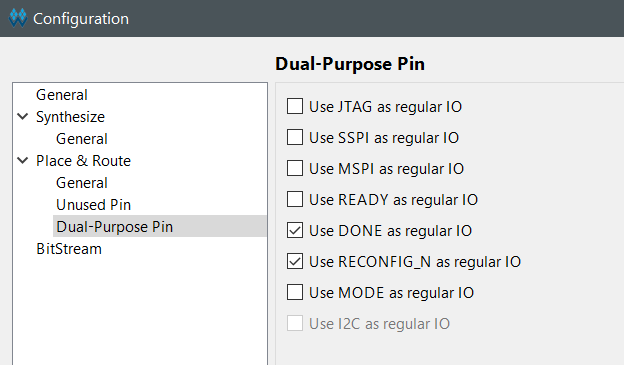 Configuration
General
Synthesize
General
Place & Route
General
Unused Pin
Dual-Purpose Pin
BitStream
Dual-Purpose Pin
Use JTAG as regular IO
Use SSPI as regular IO
Use MSPI as regular IO
Use READY as regular IO
Use DONE as regular IO
Use RECONFIG_N as regular IO
Use MODE as regular IO
Use I2C as regular IO